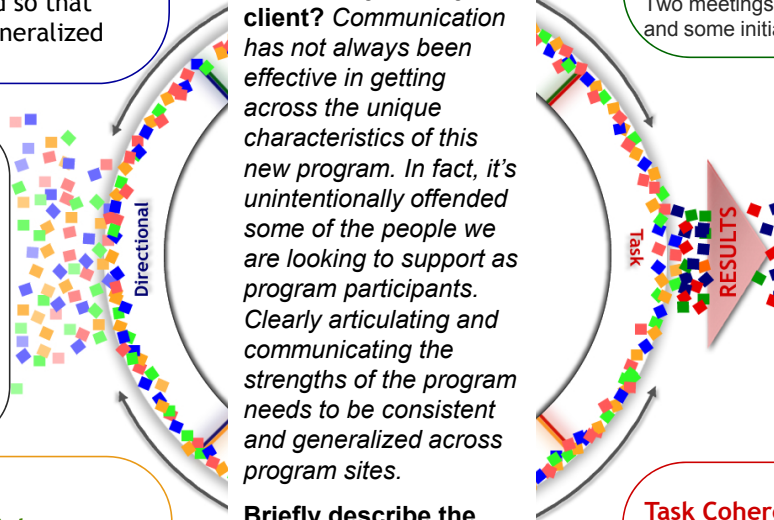 d so that
neralized
client? Communication
has not always been
effective in getting
across the unique
characteristics of this
new program. In fact, it's
unintentionally offended
some of the people we
are looking to support as
program participants.
Clearly articulating and
communicating the
strengths of the program
needs to be consistent
and generalized across
program sites.
Briefly describe the
Two meetings
and some initia
Directional
Task
RESULTS
Task Cohere